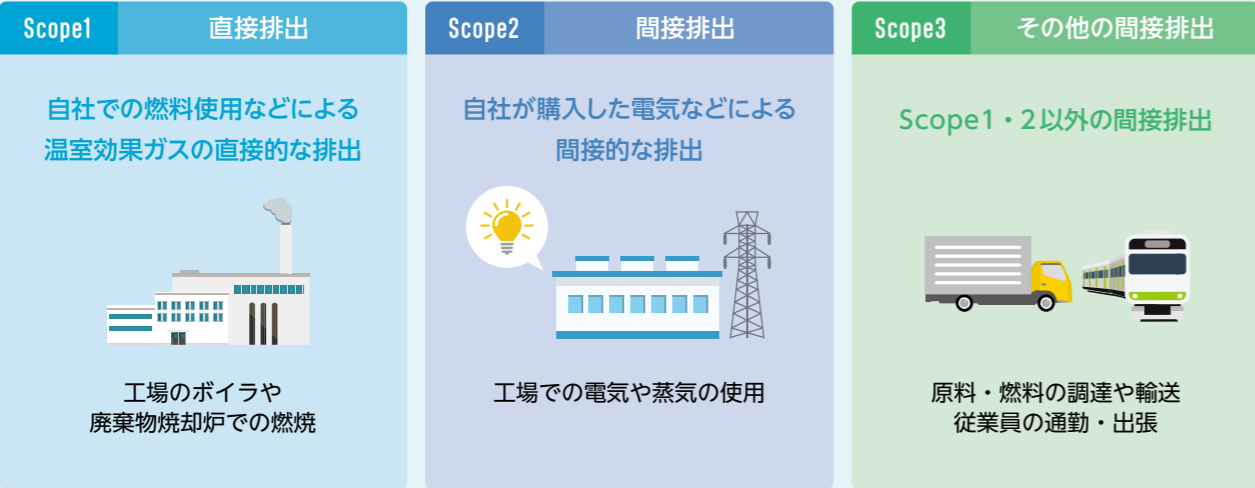 Scope1
直接排出
自社での燃料使用などによる
温室効果ガスの直接的な排出
工場のボイラや
廃棄物焼却炉での燃焼
Scope2
間接排出
自社が購入した電気などによる
間接的な排出
工場での電気や蒸気の使用
Scope3
その他の間接排出
Scope1・2以外の間接排出
原料・燃料の調達や輸送
従業員の通勤・出張